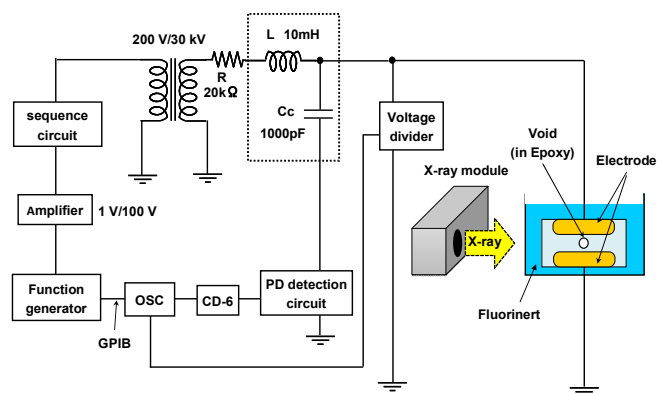 200 V/30 kV
L 10mH
R
20kΩ
Cc
1000pF
sequence
circuit
Voltage
divider
Void
(in Epoxy)
Electrode
X-ray module
Amplifier
1 V/100 V
X-ray
Function
generator
OSC
CD-6
PD detection
circuit
Fluorinert
GPIB